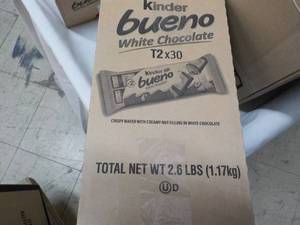 kinder
bueno
White Chocolate
T2x30
kinder
bueno
CRISPY WAFER WITH CREAMY NUT FILLING IN WHITE CHOCOLATE
TOTAL NET WT 2.6 LBS (1.17kg)
U D